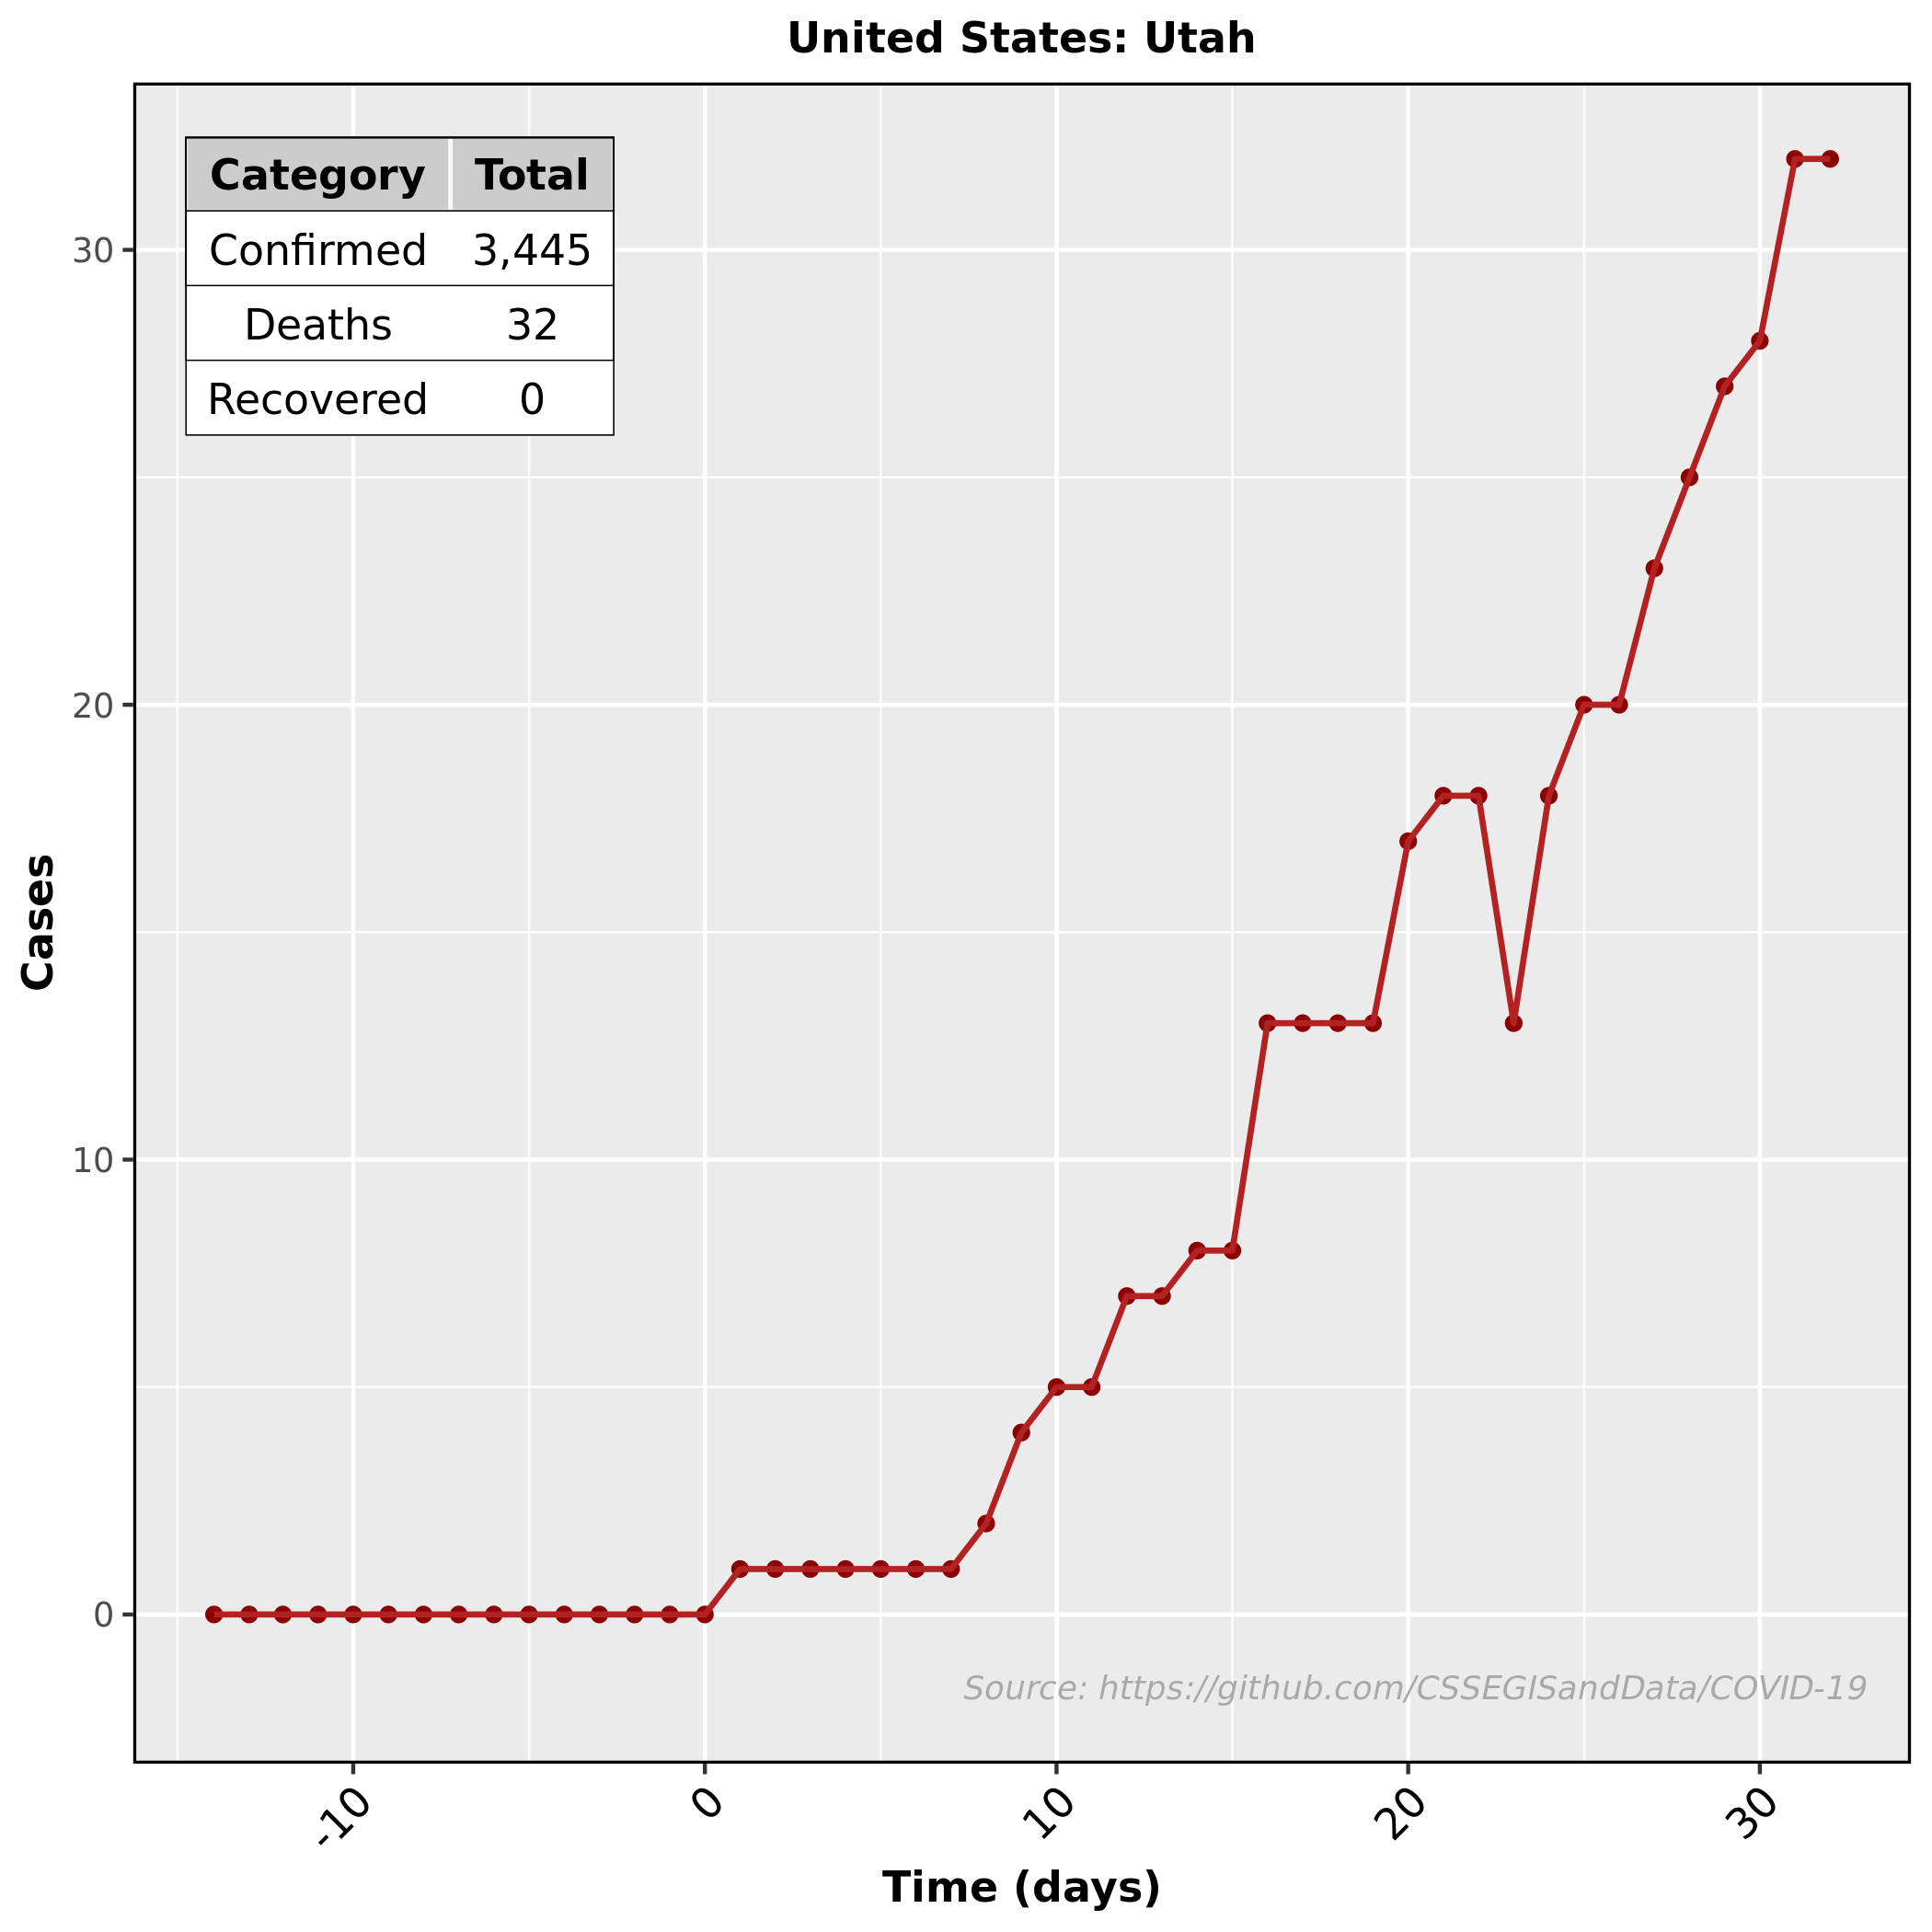 United States: Utah
Category Total
Confirmed 3,445
Deaths 32
Recovered 0
30
20
10
0
Cases
Source: https://github.com/CSSEGISandData/COVID-19
-10 0 10 20 30
Time (days)